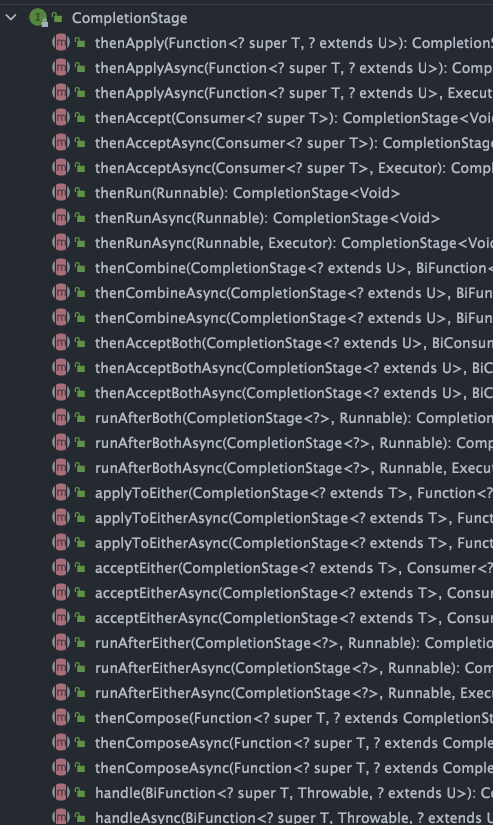 CompletionStage
thenApply(Function<? super T, ? extends U>): Completion
thenApplyAsync(Function<? super T, ? extends U>): Comp
thenApplyAsync(Function<? super T, ? extends U>, Execut
thenAccept(Consumer<? super T>): CompletionStage<Voi
thenAcceptAsync(Consumer<? super T>): CompletionStage
thenAcceptAsync(Consumer<? super T>, Executor): Compl
thenRun(Runnable): CompletionStage<Void>
thenRunAsync(Runnable): CompletionStage<Void>
thenRunAsync(Runnable, Executor): CompletionStage<Voi
thenCombine(CompletionStage<? extends U>, BiFunction<
thenCombineAsync(CompletionStage<? extends U>, BiFun
thenCombineAsync(CompletionStage<? extends U>, BiFun
thenAcceptBoth(CompletionStage<? extends U>, BiConsun
thenAcceptBothAsync(CompletionStage<? extends U>, BiC
thenAcceptBothAsync(CompletionStage<? extends U>, BiC
runAfterBoth(CompletionStage<?>, Runnable): Completion
runAfterBothAsync(CompletionStage<?>, Runnable): Comp
runAfterBothAsync(CompletionStage<?>, Runnable, Execu
applyToEither(CompletionStage<? extends T>, Function<?
applyToEitherAsync(CompletionStage<? extends T>, Funct
applyToEitherAsync(CompletionStage<? extends T>, Funct
acceptEither(CompletionStage<? extends T>, Consumer<?
acceptEitherAsync(CompletionStage<? extends T>, Consu
acceptEitherAsync(CompletionStage<? extends T>, Consu
runAfterEither(CompletionStage<?>, Runnable): Completio
runAfterEitherAsync(CompletionStage<?>, Runnable): Com
runAfterEitherAsync(CompletionStage<?>, Runnable, Exec
thenCompose(Function<? super T, ? extends CompletionSt
thenComposeAsync(Function<? super T, ? extends Comple
thenComposeAsync(Function<? super T, ? extends Comple
handle(BiFunction<? super T, Throwable, ? extends U>): C
handleAsync(BiFunction<? super T, Throwable, ? extends U